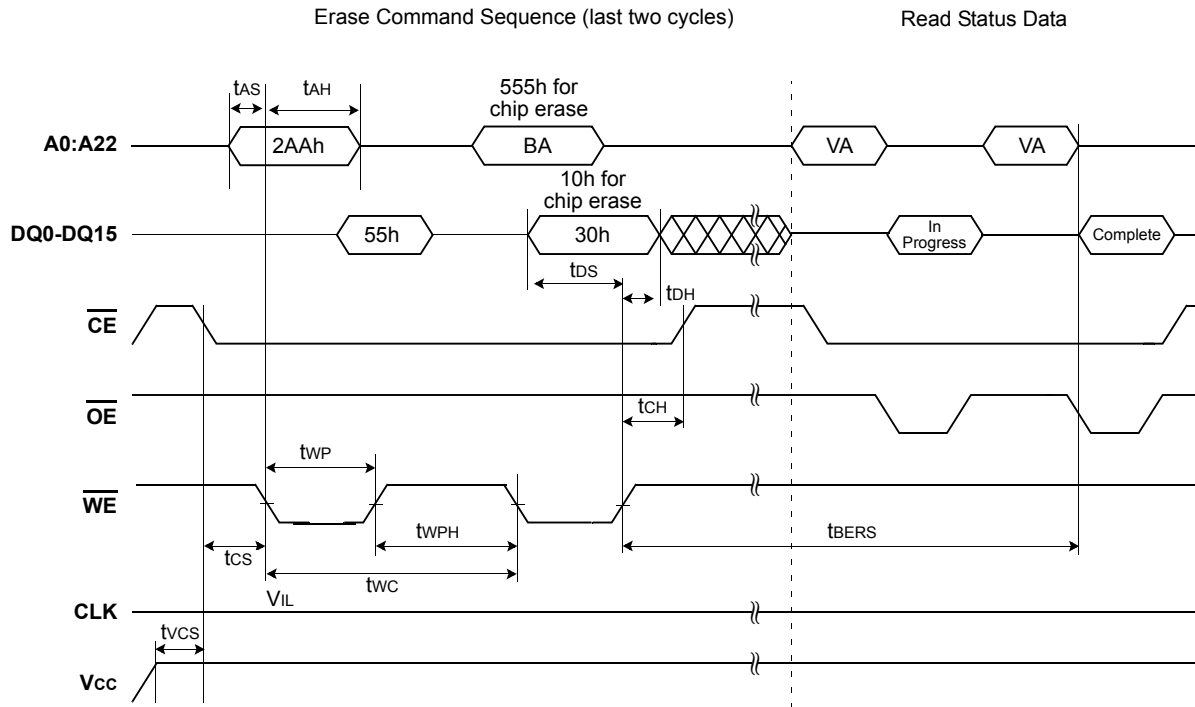 Erase Command Sequence (last two cycles)
Read Status Data
tAS
tAH
555h for
chip erase
A0:A22
2AAh
BA
VA
VA
10h for
chip erase
DQ0-DQ15
55h
30h
In
Progress
Complete
tDS
tDH
CE
OE
tCH
tWP
WE
tWPH
tBERS
tCS
tWC
VIL
CLK
tVCS
VCC